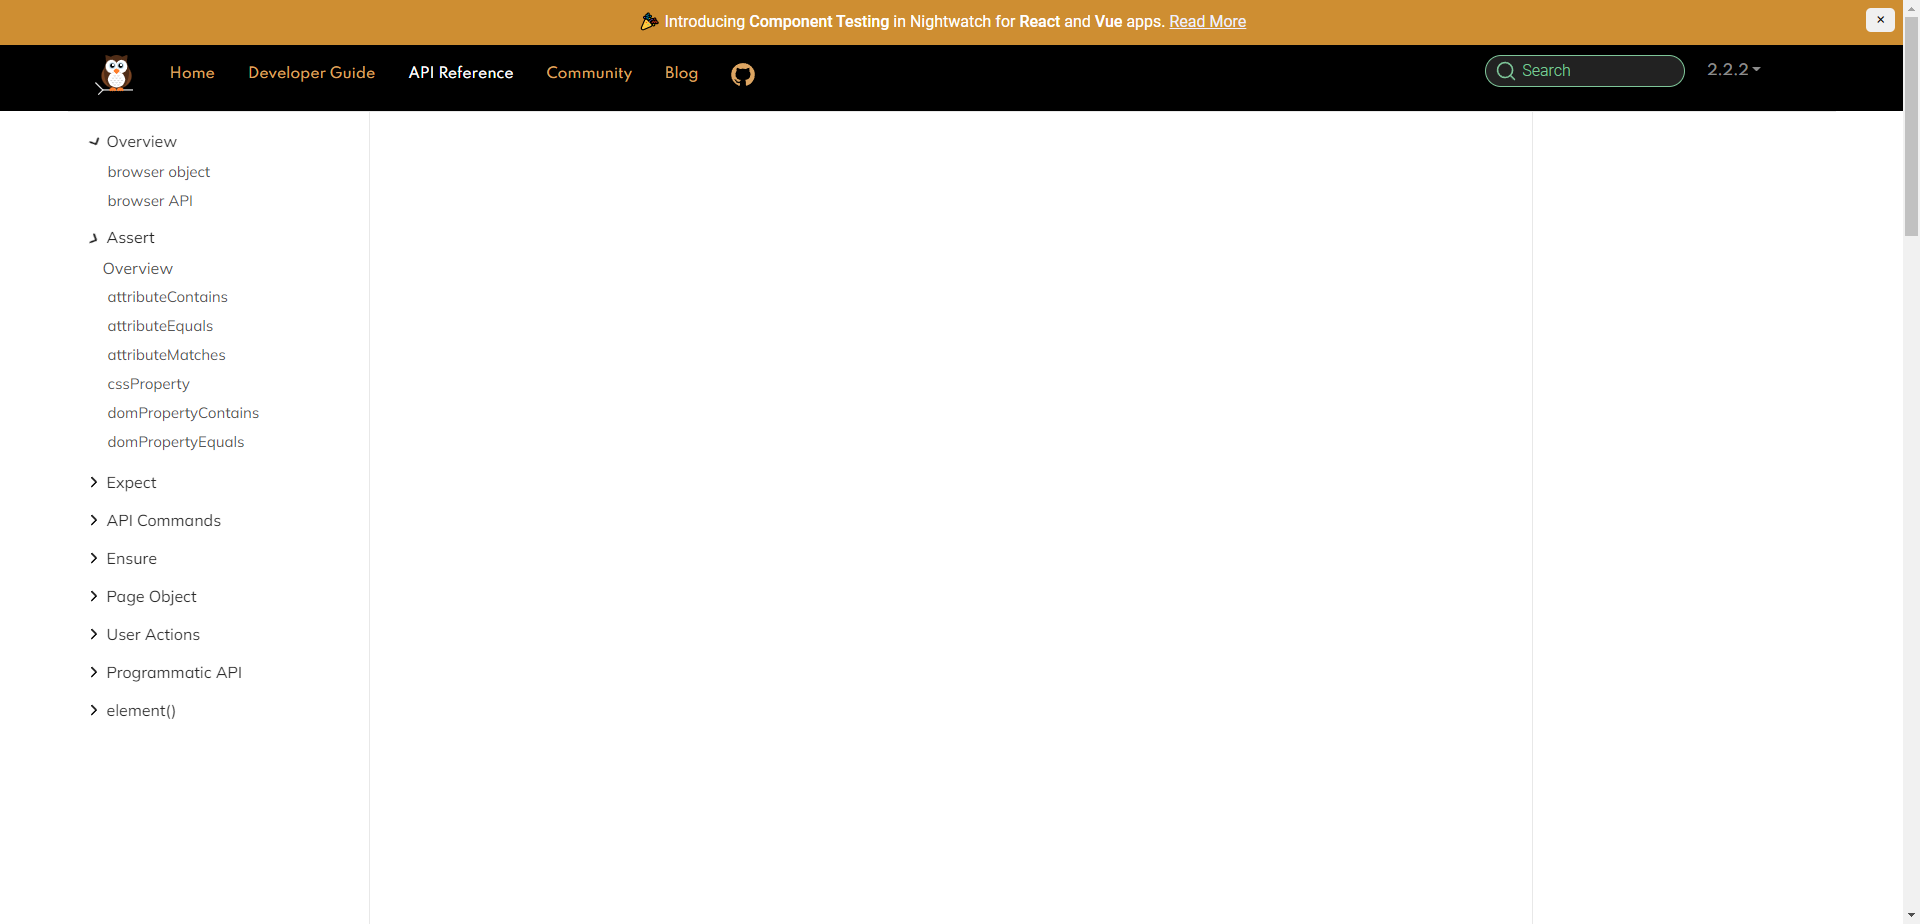 Introducing Component Testing in Nightwatch for React and Vue apps. Read More
×
Home Developer Guide API Reference Community Blog
Search
2.2.2
Overview
browser object
browser API
Assert
Overview
attributeContains
attributeEquals
attributeMatches
cssProperty
domPropertyContains
domPropertyEquals
Expect
API Commands
Ensure
Page Object
User Actions
Programmatic API
element()